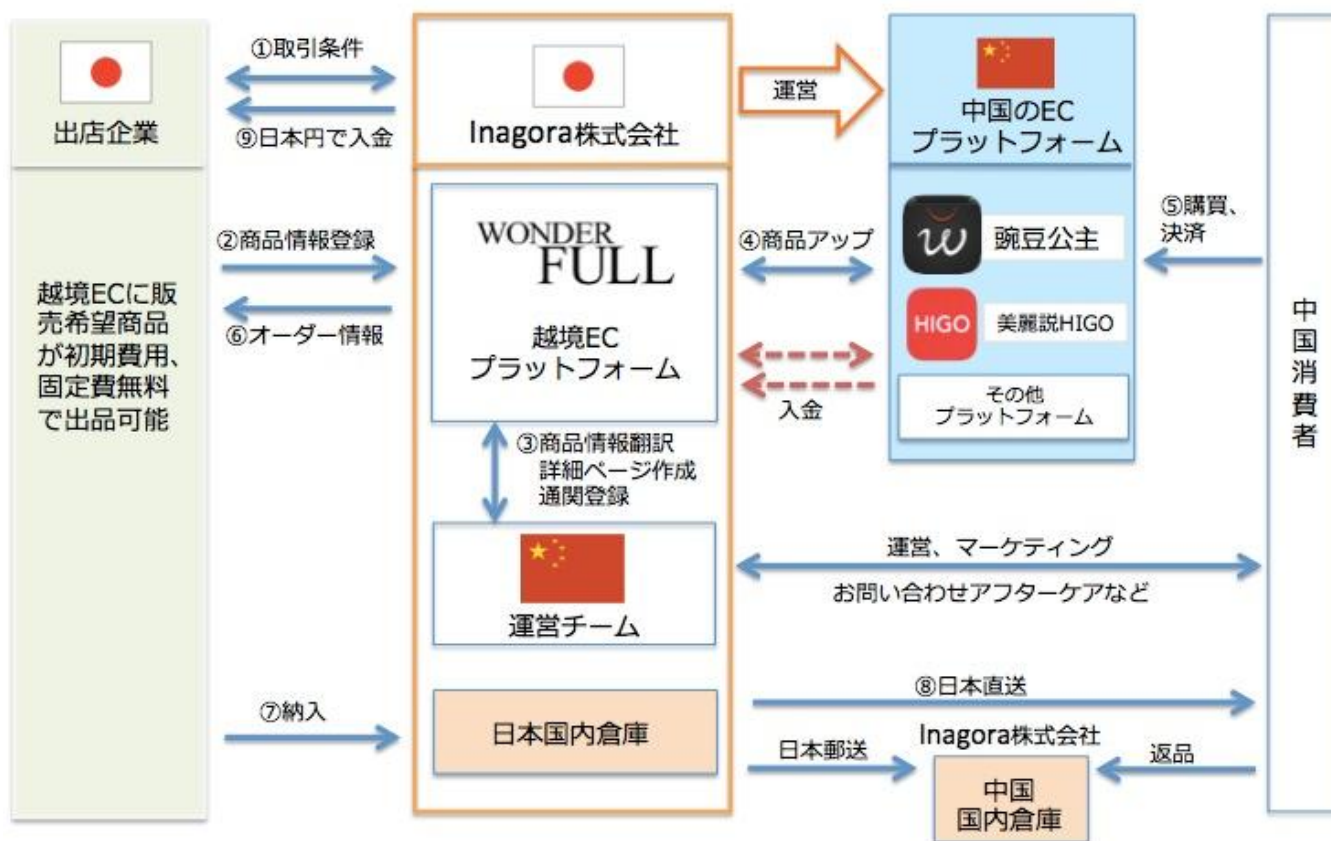 出店企業
越境ECに販
売希望商品
が初期費用、
固定費無料
で出品可能
①取引条件
⑨日本円で入金
②商品情報登録
⑥オーダー情報
⑦納入
Inagora株式会社
WONDER
FULL
越境EC
プラットフォーム
③商品情報翻訳
詳細ページ作成
通関登録
運営チーム
日本国内倉庫
運営
④商品アップ
入金
中国のEC
プラットフォーム
w
豌豆公主
HIGO
美麗説HIGO
その他
プラットフォーム
⑤購買、
決済
運営、マーケティング
お問い合わせアフターケアなど
⑧日本直送
日本郵送
Inagora株式会社
返品
中国
国内倉庫
中国消費者